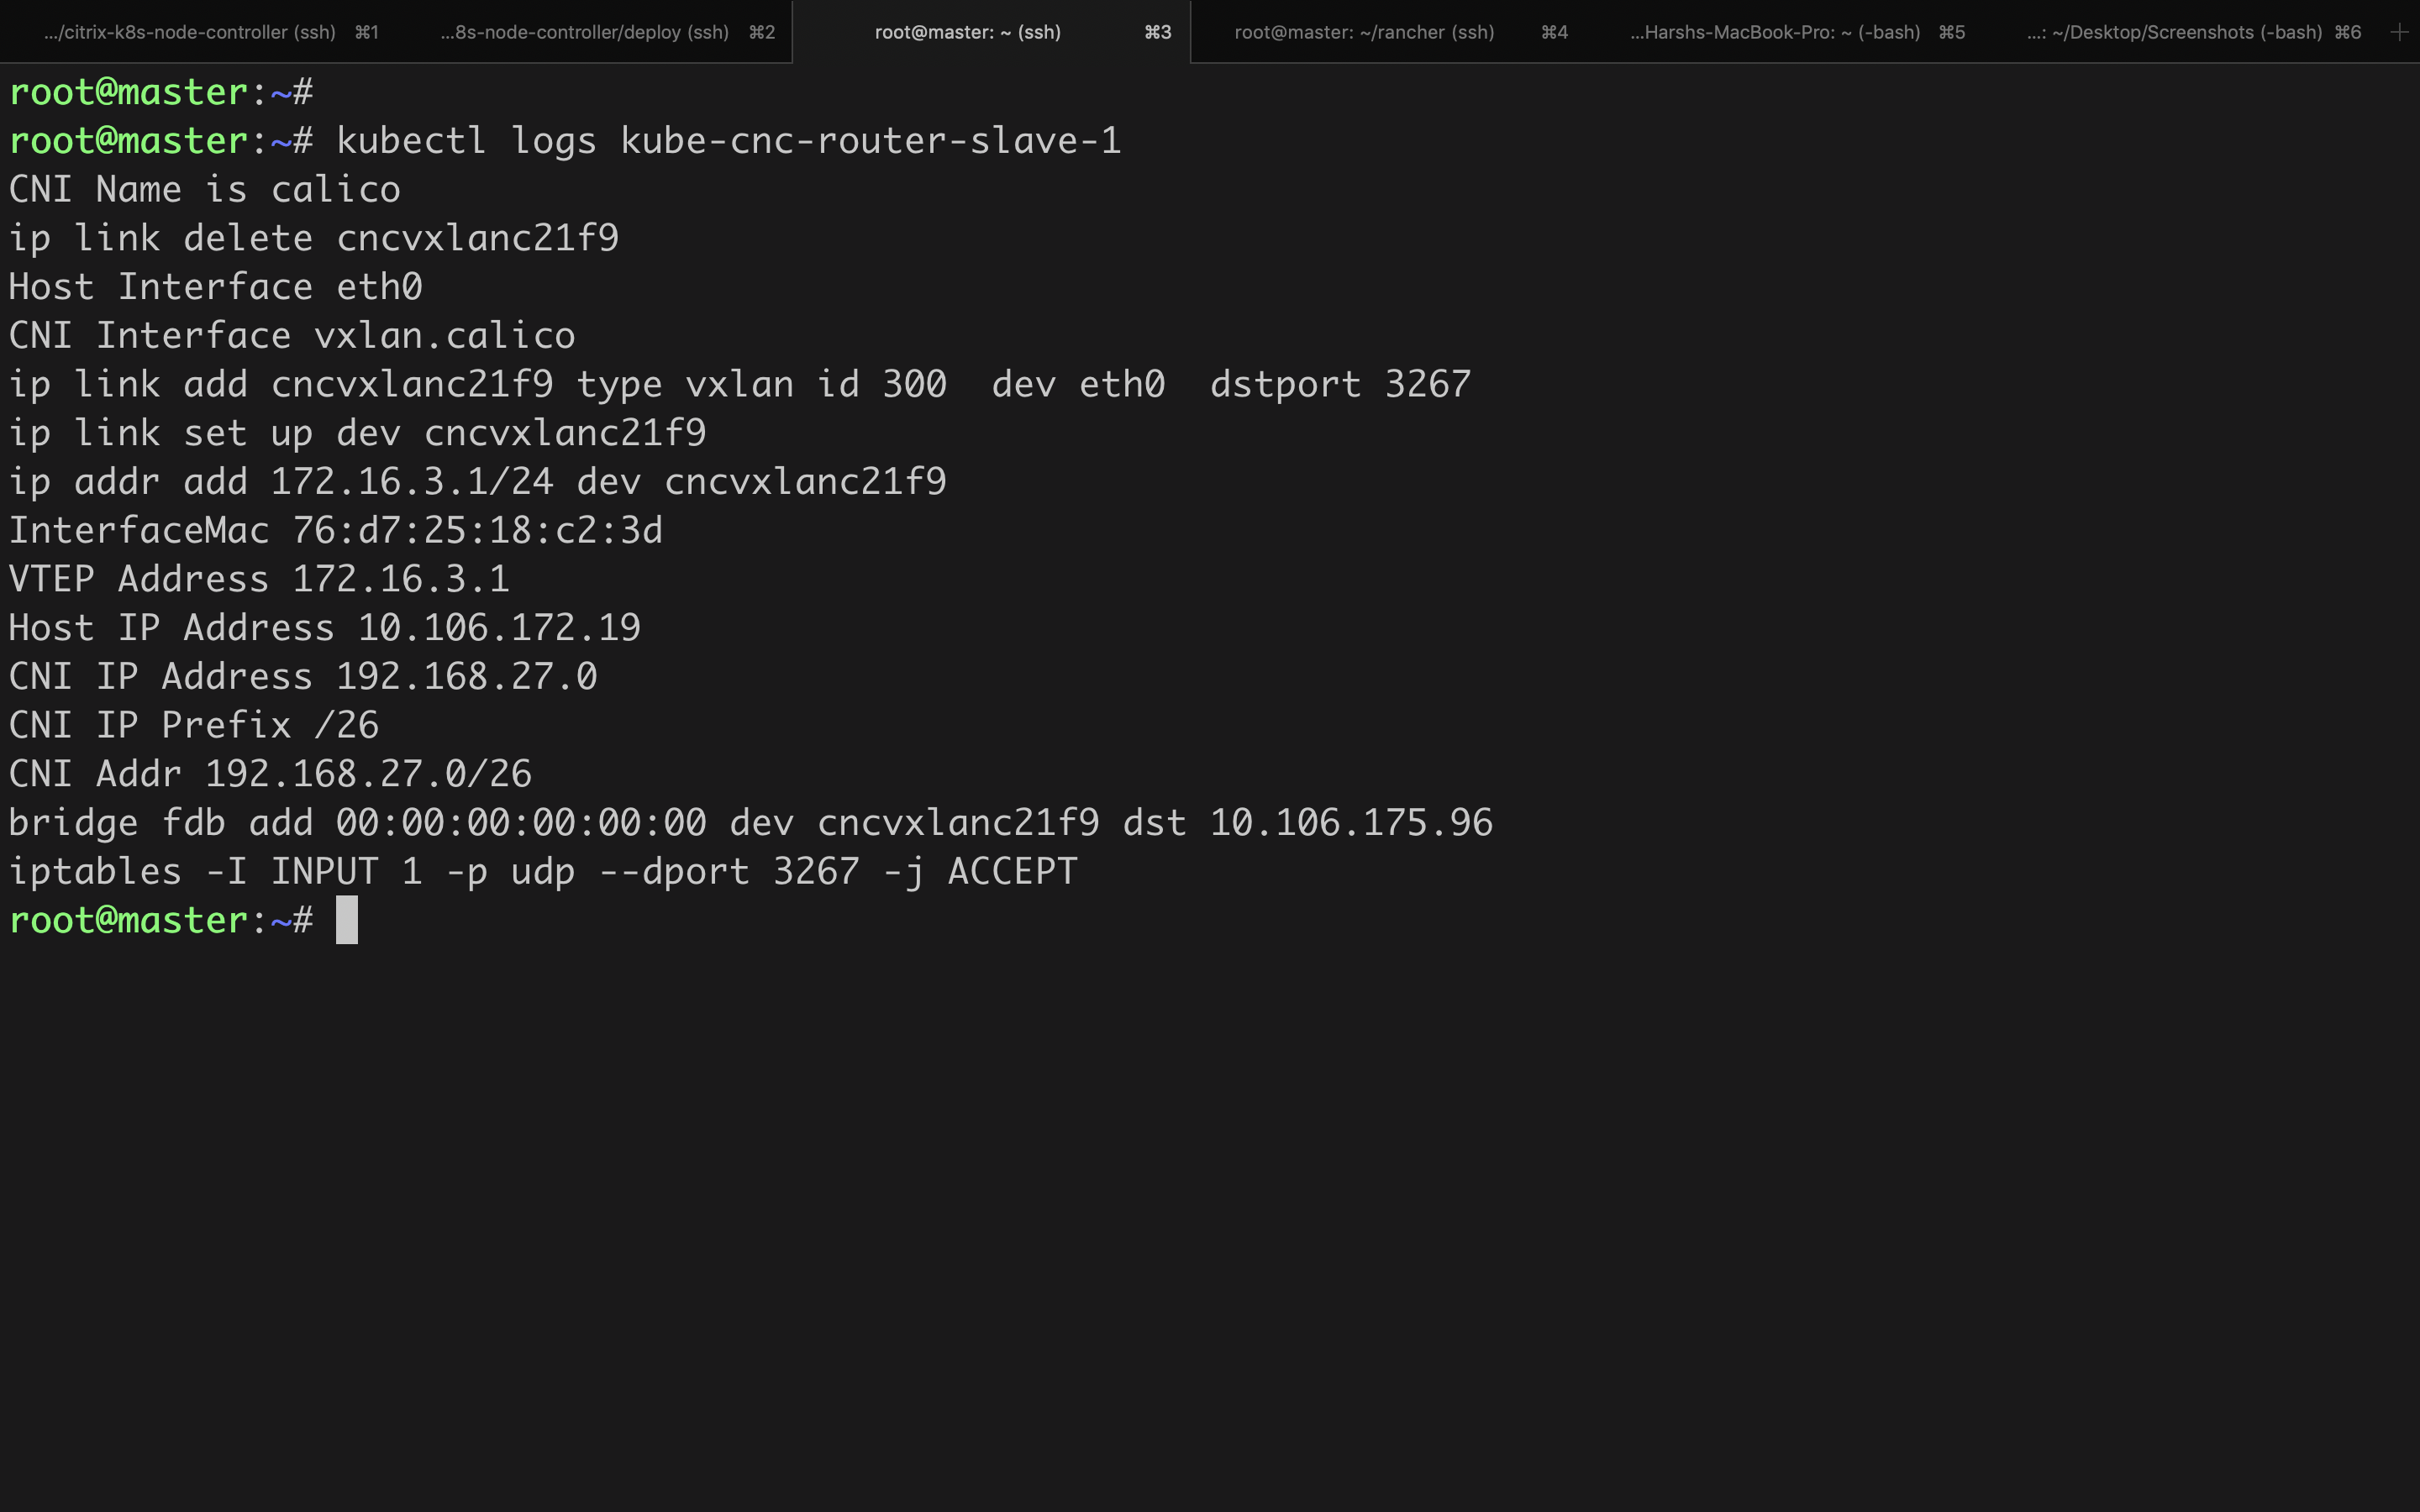 .../citrix-k8s-node-controller (ssh) ⌘1 ...8s-node-controller/deploy (ssh) ⌘2 root@master: ~ (ssh) ⌘3 root@master: ~/rancher (ssh) ⌘4 ...Harshs-MacBook-Pro: ~ (-bash) ⌘5 ...: ~/Desktop/Screenshots (-bash) ⌘6 +
root@master:~#
root@master:~# kubectl logs kube-cnc-router-slave-1
CNI Name is calico
ip link delete cncvxlanc21f9
Host Interface eth0
CNI Interface vxlan.calico
ip link add cncvxlanc21f9 type vxlan id 300  dev eth0  dstport 3267
ip link set up dev cncvxlanc21f9
ip addr add 172.16.3.1/24 dev cncvxlanc21f9
InterfaceMac 76:d7:25:18:c2:3d
VTEP Address 172.16.3.1
Host IP Address 10.106.172.19
CNI IP Address 192.168.27.0
CNI IP Prefix /26
CNI Addr 192.168.27.0/26
bridge fdb add 00:00:00:00:00:00 dev cncvxlanc21f9 dst 10.106.175.96
iptables -I INPUT 1 -p udp --dport 3267 -j ACCEPT
root@master:~#